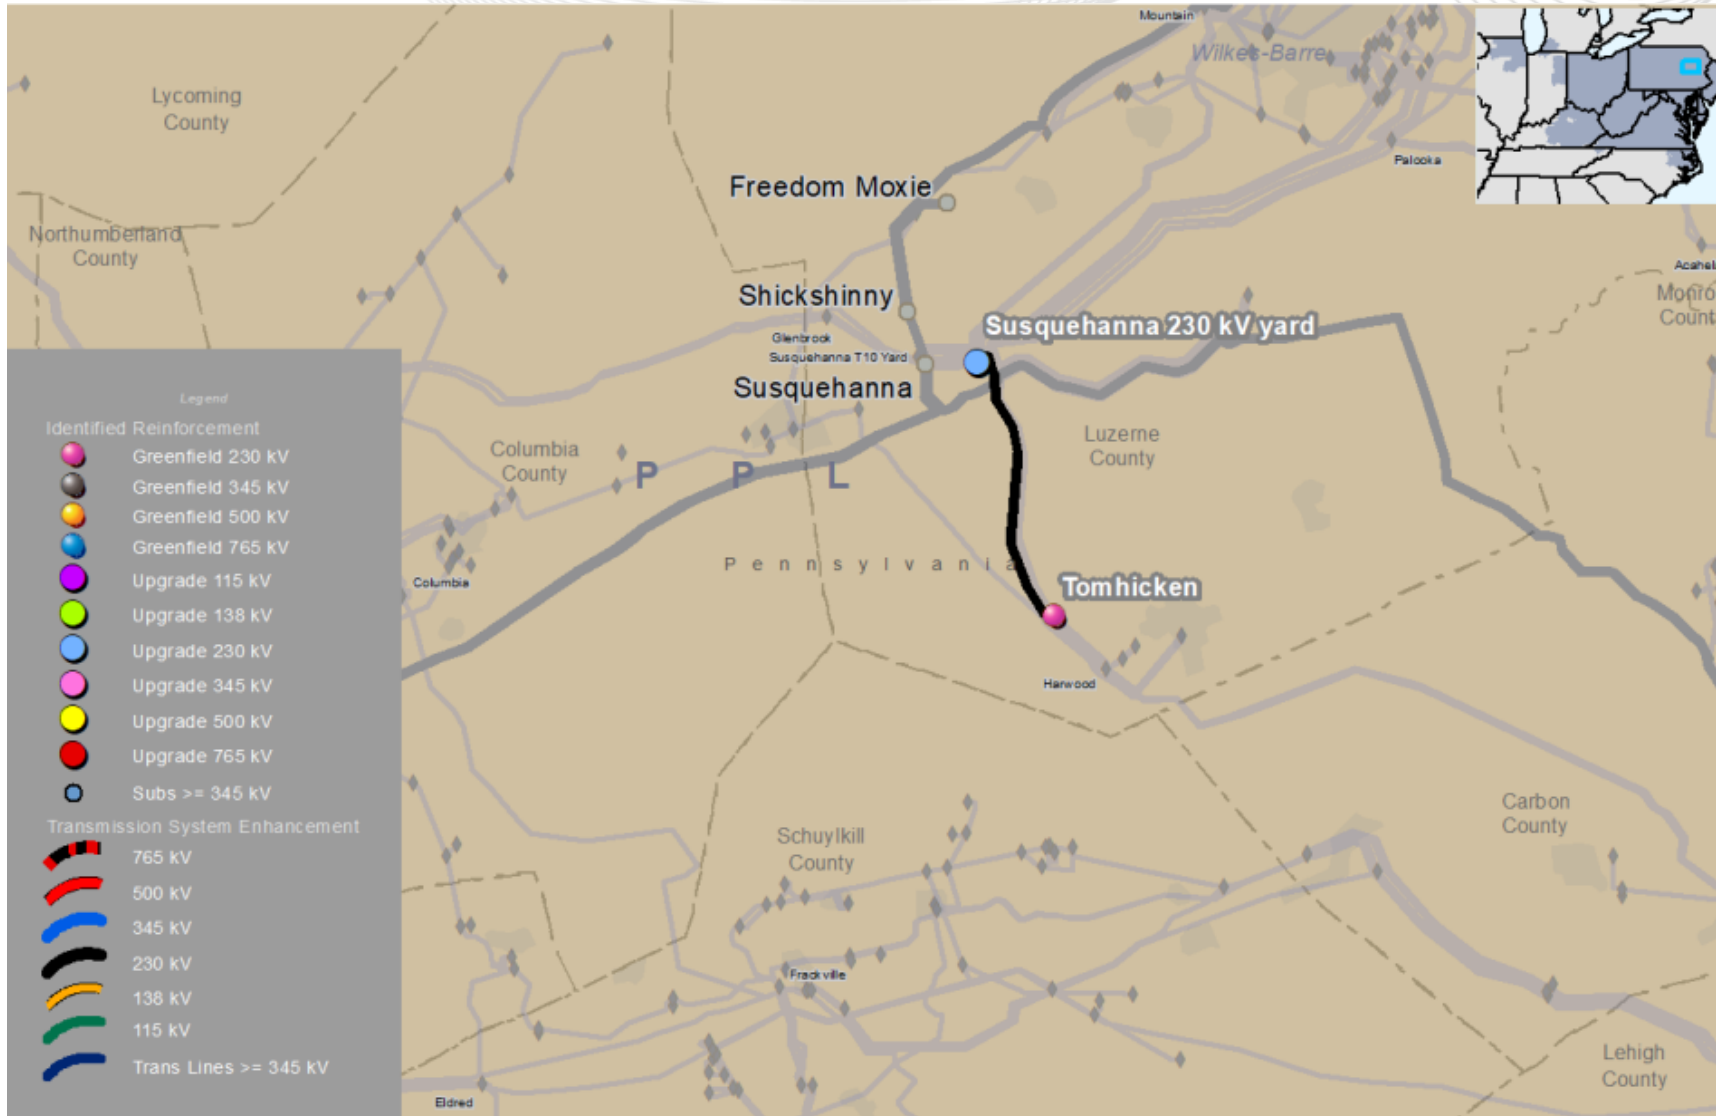 Mountain
Wilkes-Barre
Lycoming
County
Palooka
Freedom Moxie
Northumberland
County
Shickshinny
Susquehanna 230 kV yard
Glenbrook
Susquehanna T10 Yard
Susquehanna
Acahel
Monro
Count
Luzerne
County
Columbia
County
P P L
Pennsylvania
Columbia
Tomhicken
Harwood
Carbon
County
Schuylkill
County
Frackville
Lehigh
County
Eldred
Legend
Identified Reinforcement
Greenfield 230 kV
Greenfield 345 kV
Greenfield 500 kV
Greenfield 765 kV
Upgrade 115 kV
Upgrade 138 kV
Upgrade 230 kV
Upgrade 345 kV
Upgrade 500 kV
Upgrade 765 kV
Subs >= 345 kV
Transmission System Enhancement
765 kV
500 kV
345 kV
230 kV
138 kV
115 kV
Trans Lines >= 345 kV